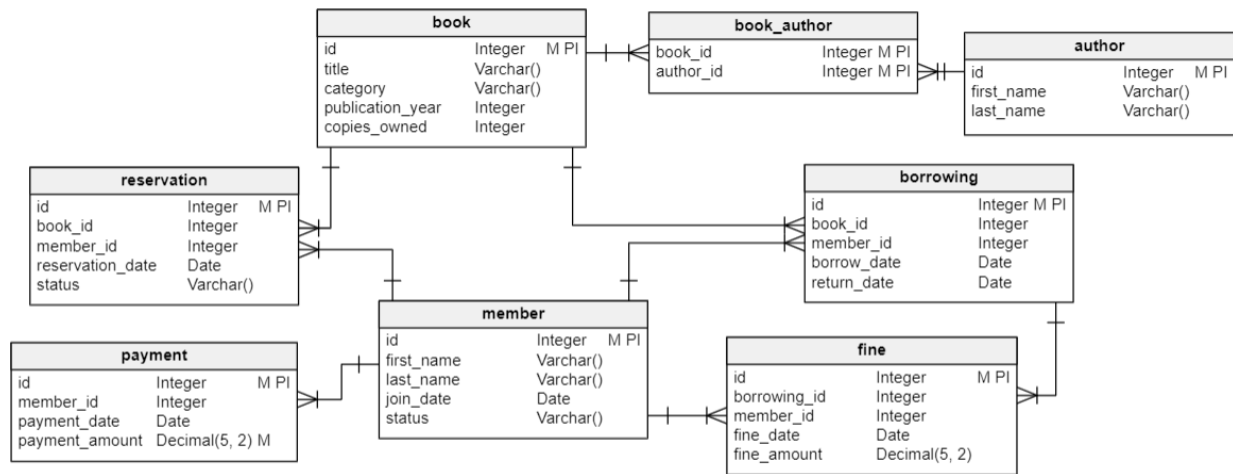 book
id Integer M PI
title Varchar()
category Varchar()
publication_year Integer
copies_owned Integer
book_author
book_id Integer M PI
author_id Integer M PI
author
id Integer M PI
first_name Varchar()
last_name Varchar()
reservation
id Integer M PI
book_id Integer
member_id Integer
reservation_date Date
status Varchar()
borrowing
id Integer M PI
book_id Integer
member_id Integer
borrow_date Date
return_date Date
member
id Integer M PI
first_name Varchar()
last_name Varchar()
join_date Date
status Varchar()
payment
id Integer M PI
member_id Integer
payment_date Date
payment_amount Decimal(5, 2) M
fine
id Integer M PI
borrowing_id Integer
member_id Integer
fine_date Date
fine_amount Decimal(5, 2)